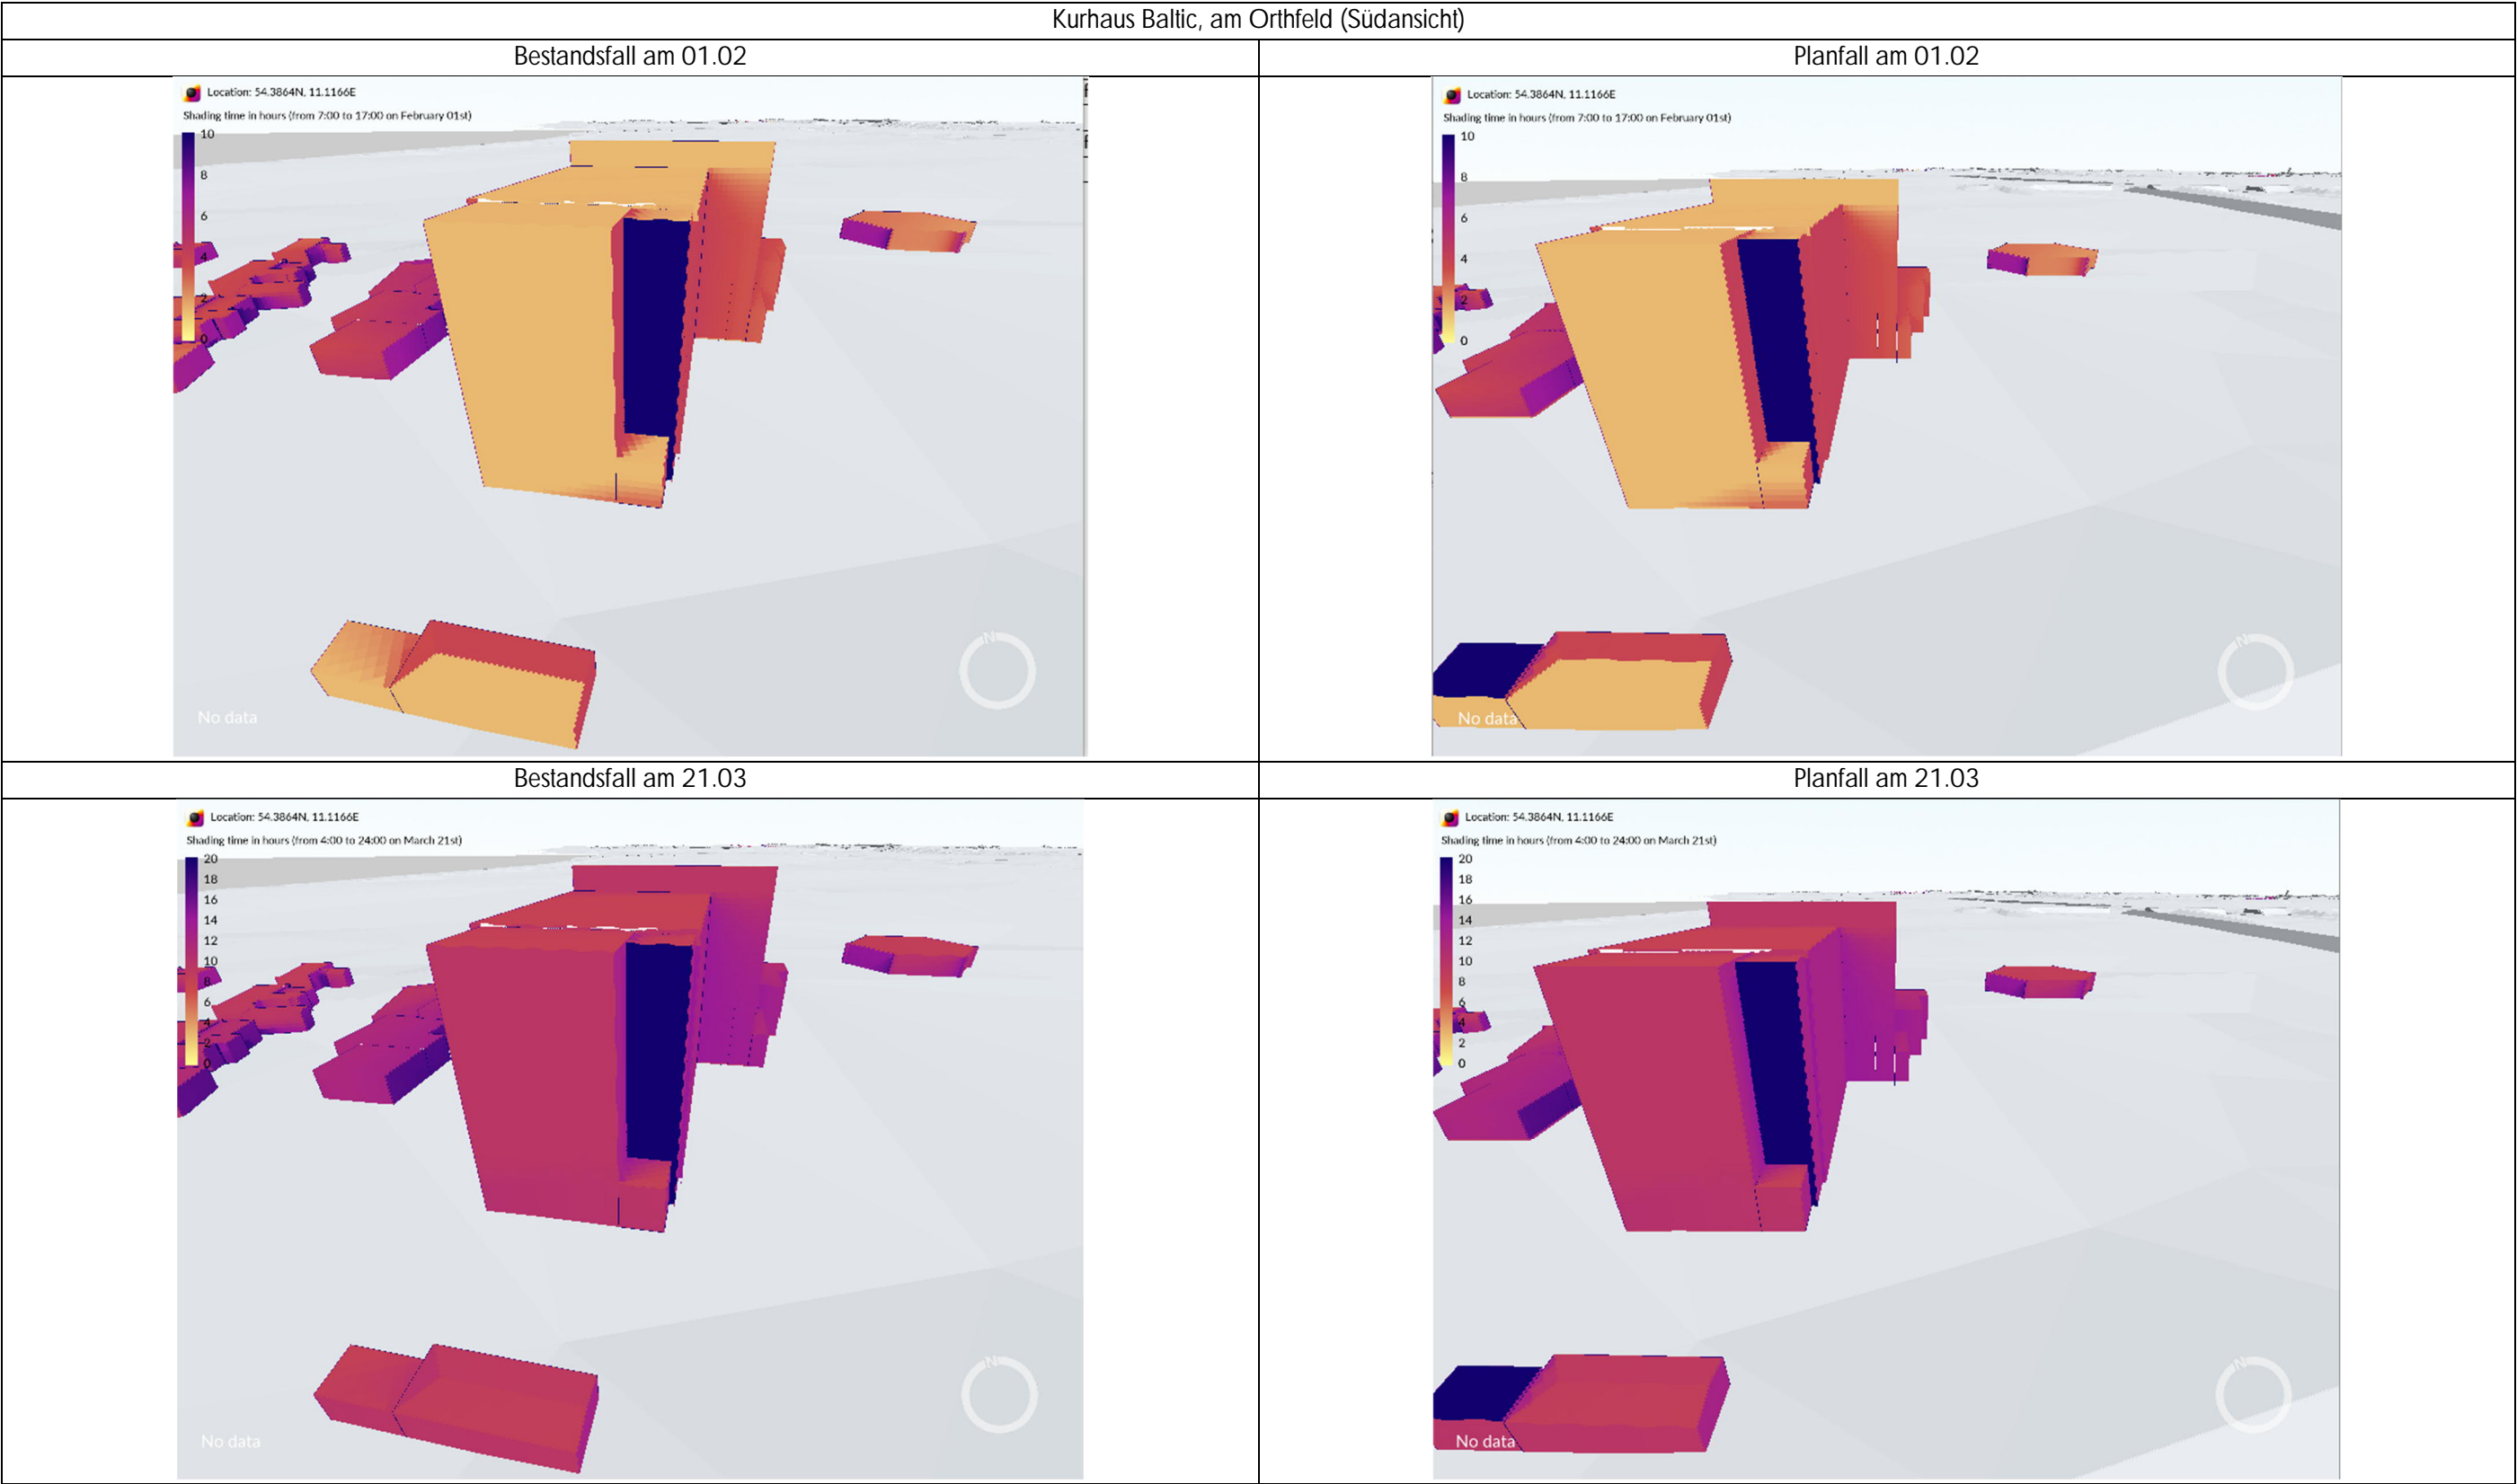 Kurhaus Baltic, am Orthfeld (Südansicht)
Bestandsfall am 01.02
Planfall am 01.02
Location: 54.3864N, 11.1166E
Shading time in hours (from 7:00 to 17:00 on February 01st)
10
8
6
4
2
0
N
No data
Location: 54.3864N, 11.1166E
Shading time in hours (from 7:00 to 17:00 on February 01st)
10
8
6
4
2
0
N
No data
Bestandsfall am 21.03
Planfall am 21.03
Location: 54.3864N, 11.1166E
Shading time in hours (from 4:00 to 24:00 on March 21st)
20
18
16
14
12
10
8
6
4
2
0
N
No data
Location: 54.3864N, 11.1166E
Shading time in hours (from 4:00 to 24:00 on March 21st)
20
18
16
14
12
10
8
6
4
2
0
N
No data